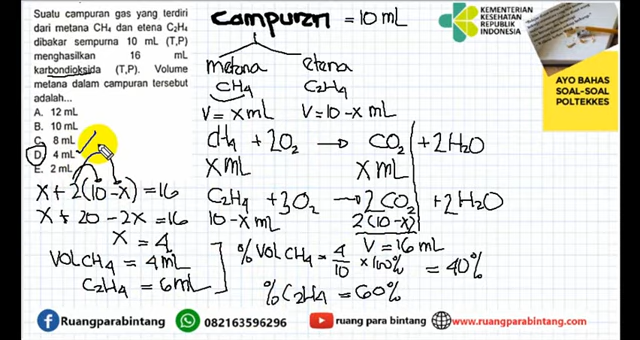 Suatu campuran gas yang terdiri
dari metana CH4 dan etena C2H4
dibakar sempurna 10 mL (T,P)
menghasilkan 16 mL
karbondioksida (T,P). Volume
metana dalam campuran tersebut
adalah...
A. 12 mL
B. 10 mL
C. 8 mL
D. 4 mL
E. 2 mL
x + 2(10 - x) = 16
x + 20 - 2x = 16
x = 4
VOL CH4 = 4 mL
C2H4 = 6 mL
Campuran = 10 mL
metana etena
CH4 C2H4
V = x mL V = 10 - x mL
CH4 + 2O2 → CO2 + 2H2O
x mL x mL
C2H4 + 3O2 → 2CO2 + 2H2O
10 - x mL 2(10 - x)
V = 16 mL
% VOL CH4 = 4/10 x 100% = 40%
% C2H4 = 60%
KEMENTERIAN
KESEHATAN
REPUBLIK
INDONESIA
AYO BAHAS
SOAL-SOAL
POLTEKKES
Ruangparabintang
082163596296
ruang para bintang
www.ruangparabintang.com